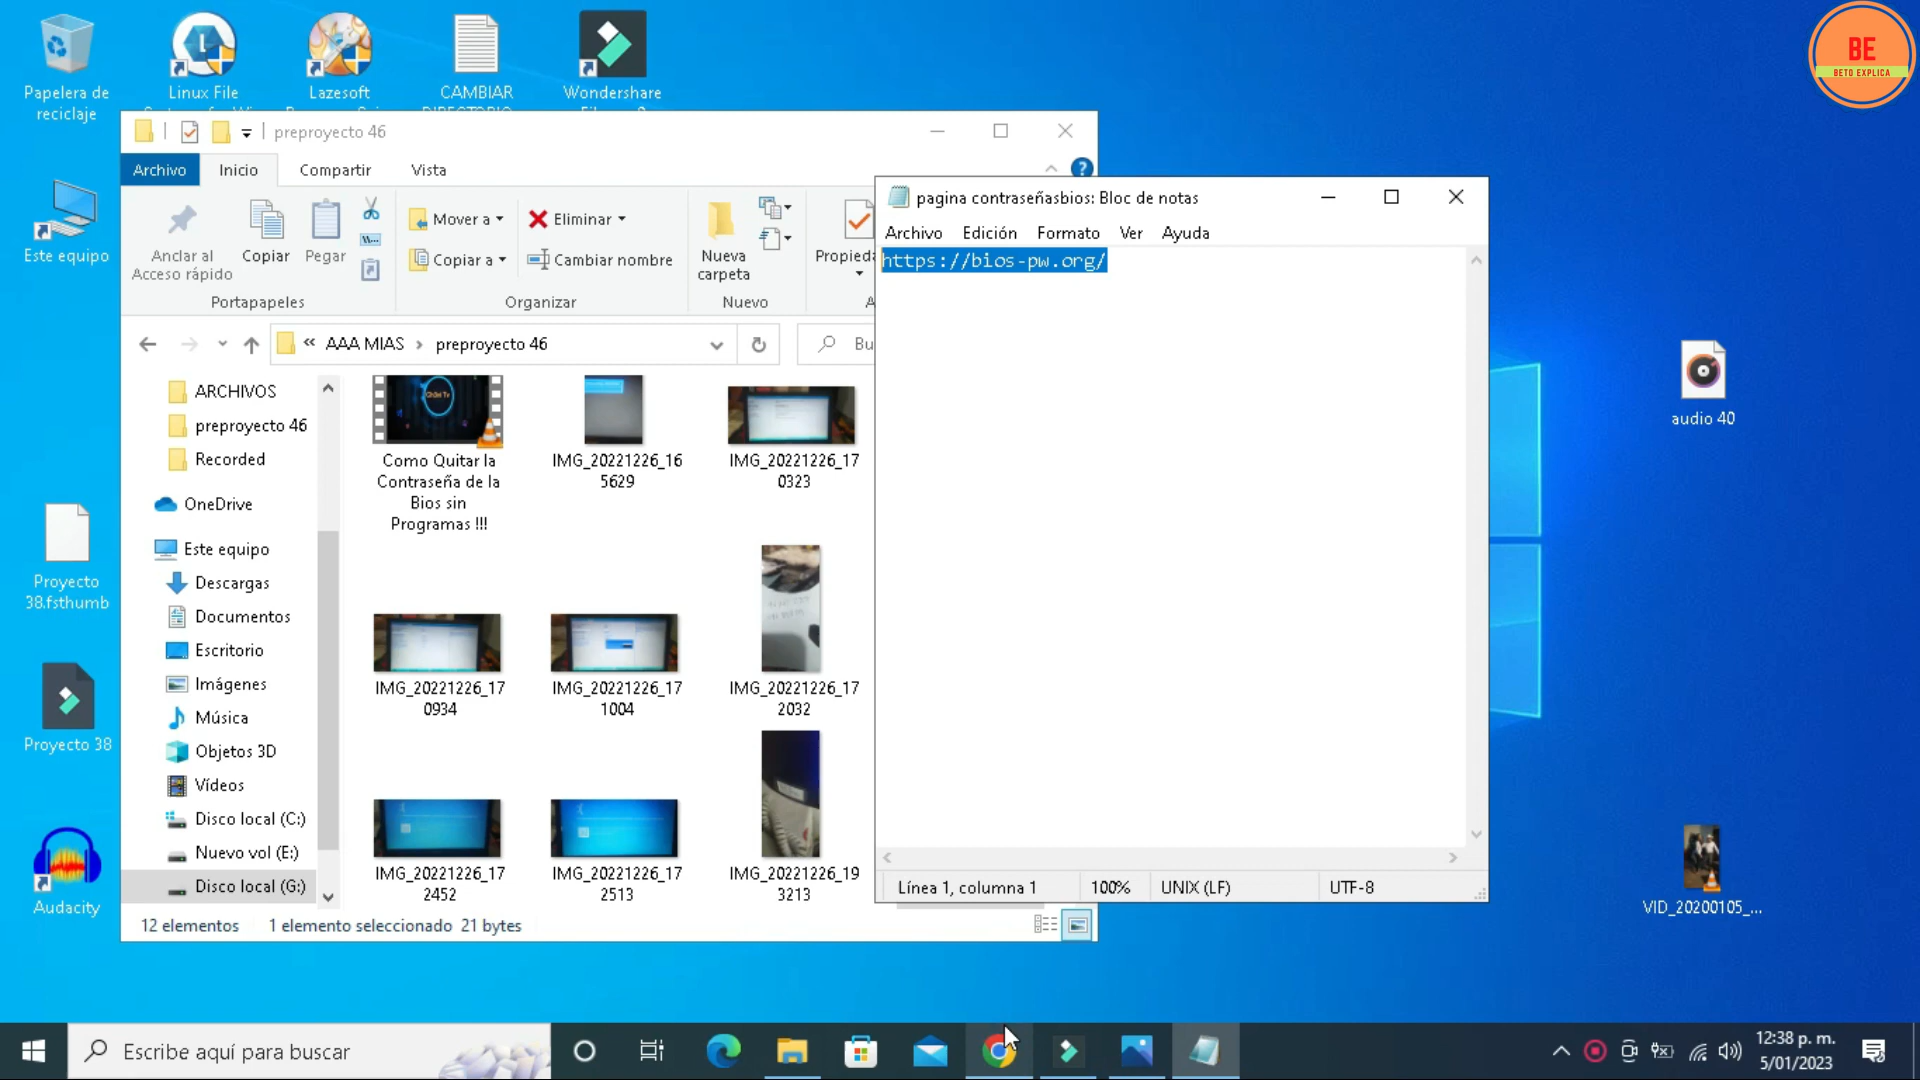 Papelera de
reciclaje
Linux File
Lazesoft
CAMBIAR
DIRECTORIO
Wondershare
BE
BETO EXPLICA
preproyecto 46
Archivo Inicio Compartir Vista
Anclar al
Acceso rápido
Copiar
Pegar
Mover a
Copiar a
Eliminar
Cambiar nombre
Nueva
carpeta
Portapapeles
Organizar
Nuevo
« AAA MIAS › preproyecto 46
Este equipo
ARCHIVOS
preproyecto 46
Recorded
OneDrive
Este equipo
Descargas
Documentos
Escritorio
Imágenes
Música
Objetos 3D
Vídeos
Disco local (C:)
Nuevo vol (E:)
Disco local (G:)
Como Quitar la
Contraseña de la
Bios sin
Programas !!!
IMG_20221226_16
5629
IMG_20221226_17
0323
IMG_20221226_17
0934
IMG_20221226_17
1004
IMG_20221226_17
2032
IMG_20221226_17
2452
IMG_20221226_17
2513
IMG_20221226_19
3213
12 elementos 1 elemento seleccionado 21 bytes
pagina contraseñasbios: Bloc de notas
Archivo Edición Formato Ver Ayuda
https://bios-pw.org/
Línea 1, columna 1 100% UNIX (LF) UTF-8
Proyecto
38.fsthumb
Proyecto 38
Audacity
audio 40
VID_20200105_...
Escribe aquí para buscar
12:38 p. m.
5/01/2023